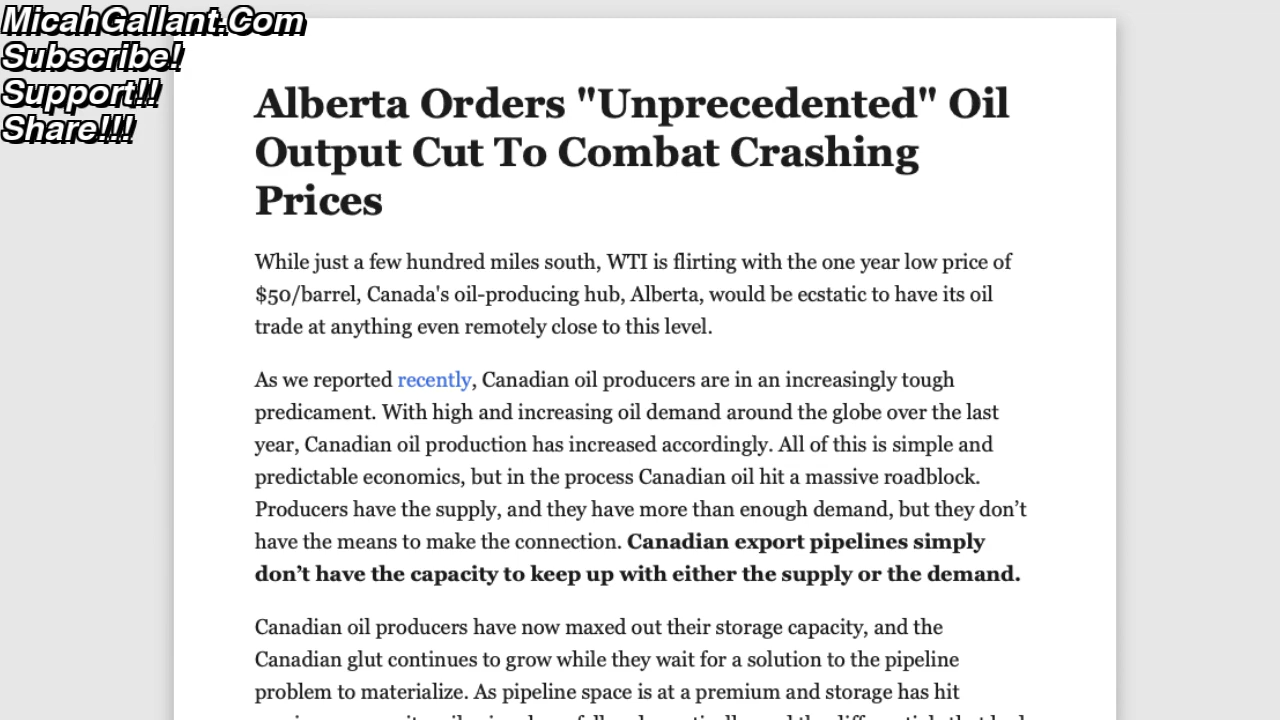 MicahGallant.Com
Subscribe!
Support!!
Share!!!
Alberta Orders "Unprecedented" Oil
Output Cut To Combat Crashing
Prices
While just a few hundred miles south, WTI is flirting with the one year low price of
$50/barrel, Canada's oil-producing hub, Alberta, would be ecstatic to have its oil
trade at anything even remotely close to this level.
As we reported recently, Canadian oil producers are in an increasingly tough
predicament. With high and increasing oil demand around the globe over the last
year, Canadian oil production has increased accordingly. All of this is simple and
predictable economics, but in the process Canadian oil hit a massive roadblock.
Producers have the supply, and they have more than enough demand, but they don’t
have the means to make the connection. Canadian export pipelines simply
don’t have the capacity to keep up with either the supply or the demand.
Canadian oil producers have now maxed out their storage capacity, and the
Canadian glut continues to grow while they wait for a solution to the pipeline
problem to materialize. As pipeline space is at a premium and storage has hit